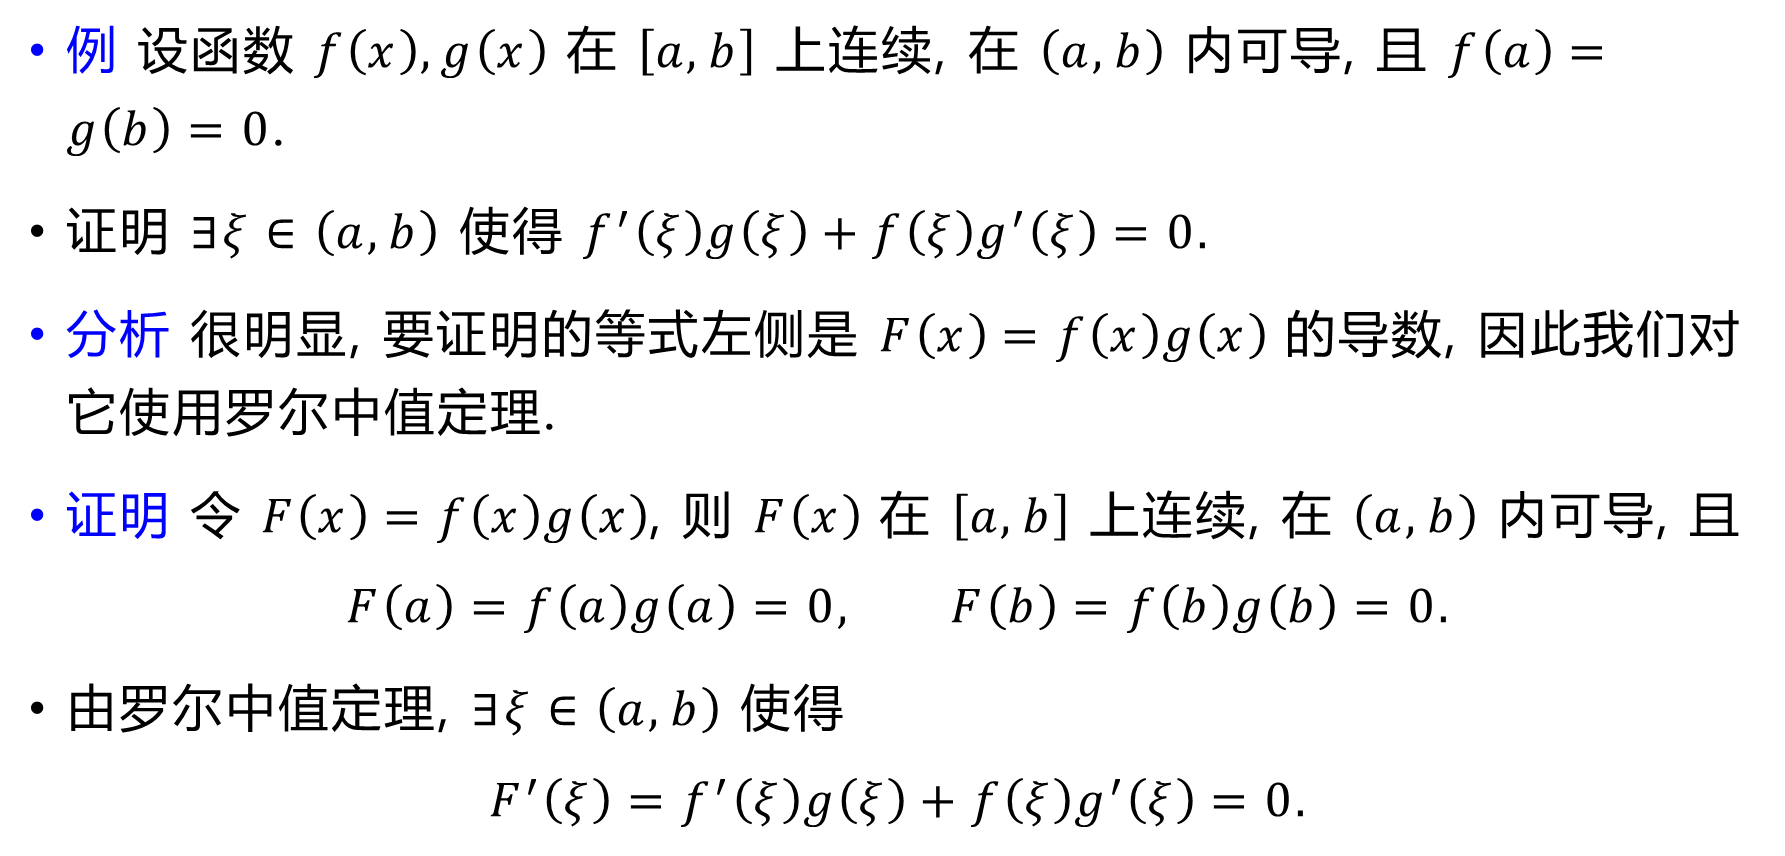 • 例 设函数 f(x), g(x) 在 [a, b] 上连续, 在 (a, b) 内可导, 且 f(a) =
g(b) = 0.
• 证明 ∃ξ ∈ (a, b) 使得 f′(ξ)g(ξ) + f(ξ)g′(ξ) = 0.
• 分析 很明显, 要证明的等式左侧是 F(x) = f(x)g(x) 的导数, 因此我们对
它使用罗尔中值定理.
• 证明 令 F(x) = f(x)g(x), 则 F(x) 在 [a, b] 上连续, 在 (a, b) 内可导, 且
F(a) = f(a)g(a) = 0, F(b) = f(b)g(b) = 0.
• 由罗尔中值定理, ∃ξ ∈ (a, b) 使得
F′(ξ) = f′(ξ)g(ξ) + f(ξ)g′(ξ) = 0.